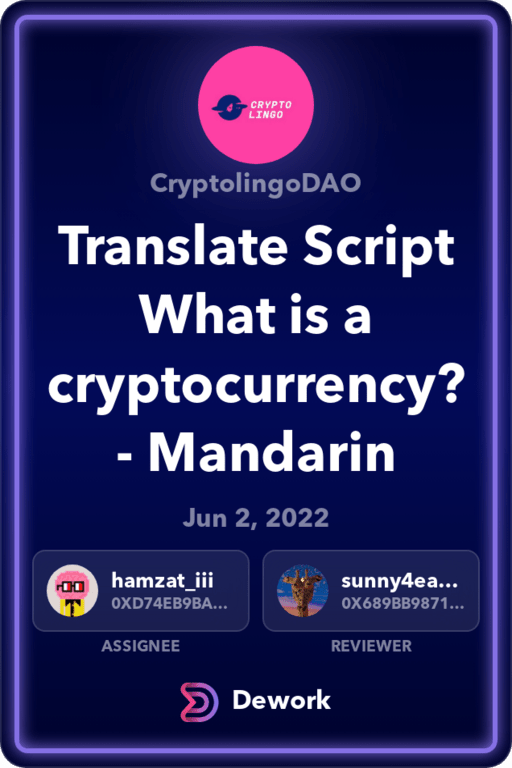 CRYPTO
LINGO
CryptolingoDAO
Translate Script
What is a
cryptocurrency?
- Mandarin
Jun 2, 2022
hamzat_iii
0XD74EB9BA...
ASSIGNEE
sunny4ea...
0X689BB9871...
REVIEWER
Dework